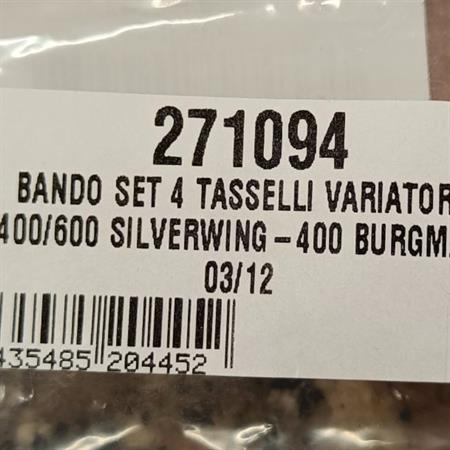 271094
BANDO SET 4 TASSELLI VARIATOR
400/600 SILVERWING-400 BURGM
03/12
435485 204452